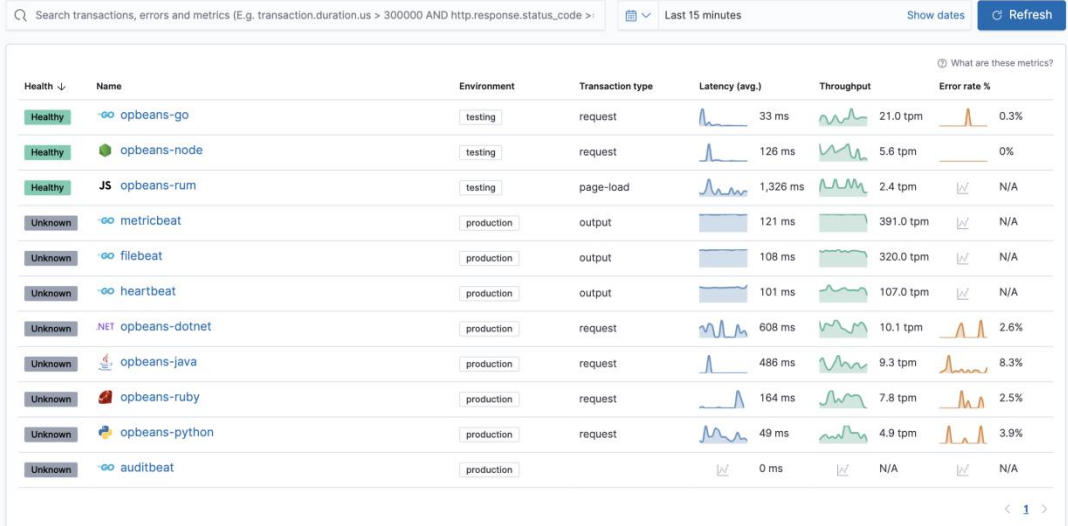 Search transactions, errors and metrics (E.g. transaction.duration.us > 300000 AND http.response.status_code >= Last 15 minutes Show dates Refresh
What are these metrics?
Health Name Environment Transaction type Latency (avg.) Throughput Error rate %
Healthy GO opbeans-go testing request 33 ms 21.0 tpm 0.3%
Healthy opbeans-node testing request 126 ms 5.6 tpm 0%
Healthy JS opbeans-rum testing page-load 1,326 ms 2.4 tpm N/A
Unknown GO metricbeat production output 121 ms 391.0 tpm N/A
Unknown GO filebeat production output 108 ms 320.0 tpm N/A
Unknown GO heartbeat production output 101 ms 107.0 tpm N/A
Unknown .NET opbeans-dotnet production request 608 ms 10.1 tpm 2.6%
Unknown opbeans-java production request 486 ms 9.3 tpm 8.3%
Unknown opbeans-ruby production request 164 ms 7.8 tpm 2.5%
Unknown opbeans-python production request 49 ms 4.9 tpm 3.9%
Unknown GO auditbeat production 0 ms N/A N/A
< 1 >